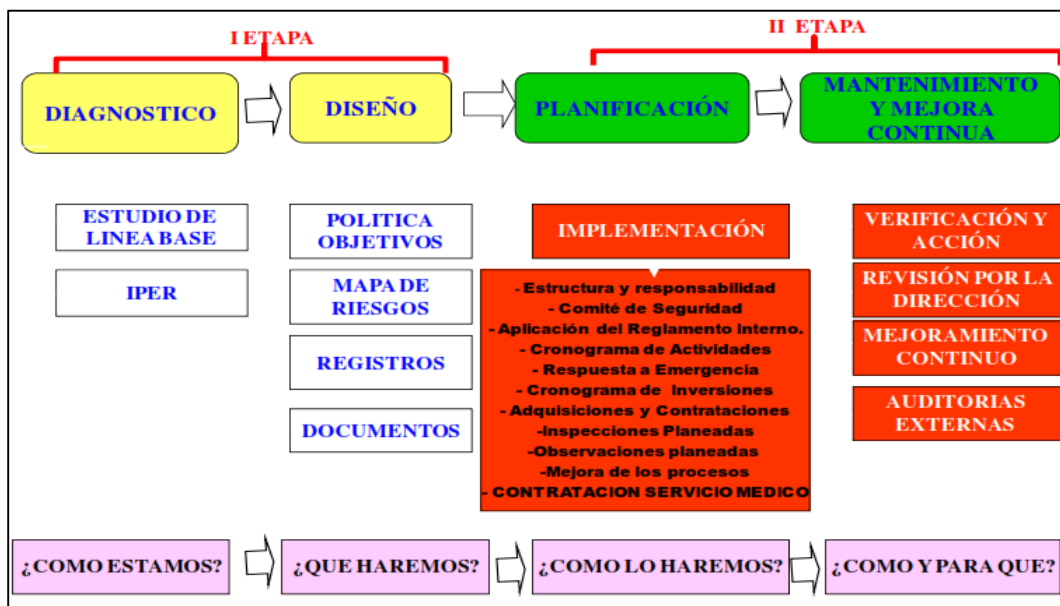 I ETAPA
II ETAPA
DIAGNOSTICO
DISEÑO
PLANIFICACIÓN
MANTENIMIENTO
Y MEJORA
CONTINUA
ESTUDIO DE
LINEA BASE
IPER
POLITICA
OBJETIVOS
MAPA DE
RIESGOS
REGISTROS
DOCUMENTOS
IMPLEMENTACIÓN
- Estructura y responsabilidad
- Comité de Seguridad
- Aplicación del Reglamento Interno.
- Cronograma de Actividades
- Respuesta a Emergencia
- Cronograma de Inversiones
- Adquisiciones y Contrataciones
-Inspecciones Planeadas
-Observaciones planeadas
-Mejora de los procesos
- CONTRATACION SERVICIO MEDICO
VERIFICACIÓN Y
ACCIÓN
REVISIÓN POR LA
DIRECCIÓN
MEJORAMIENTO
CONTINUO
AUDITORIAS
EXTERNAS
¿COMO ESTAMOS?
¿QUE HAREMOS?
¿COMO LO HAREMOS?
¿COMO Y PARA QUE?